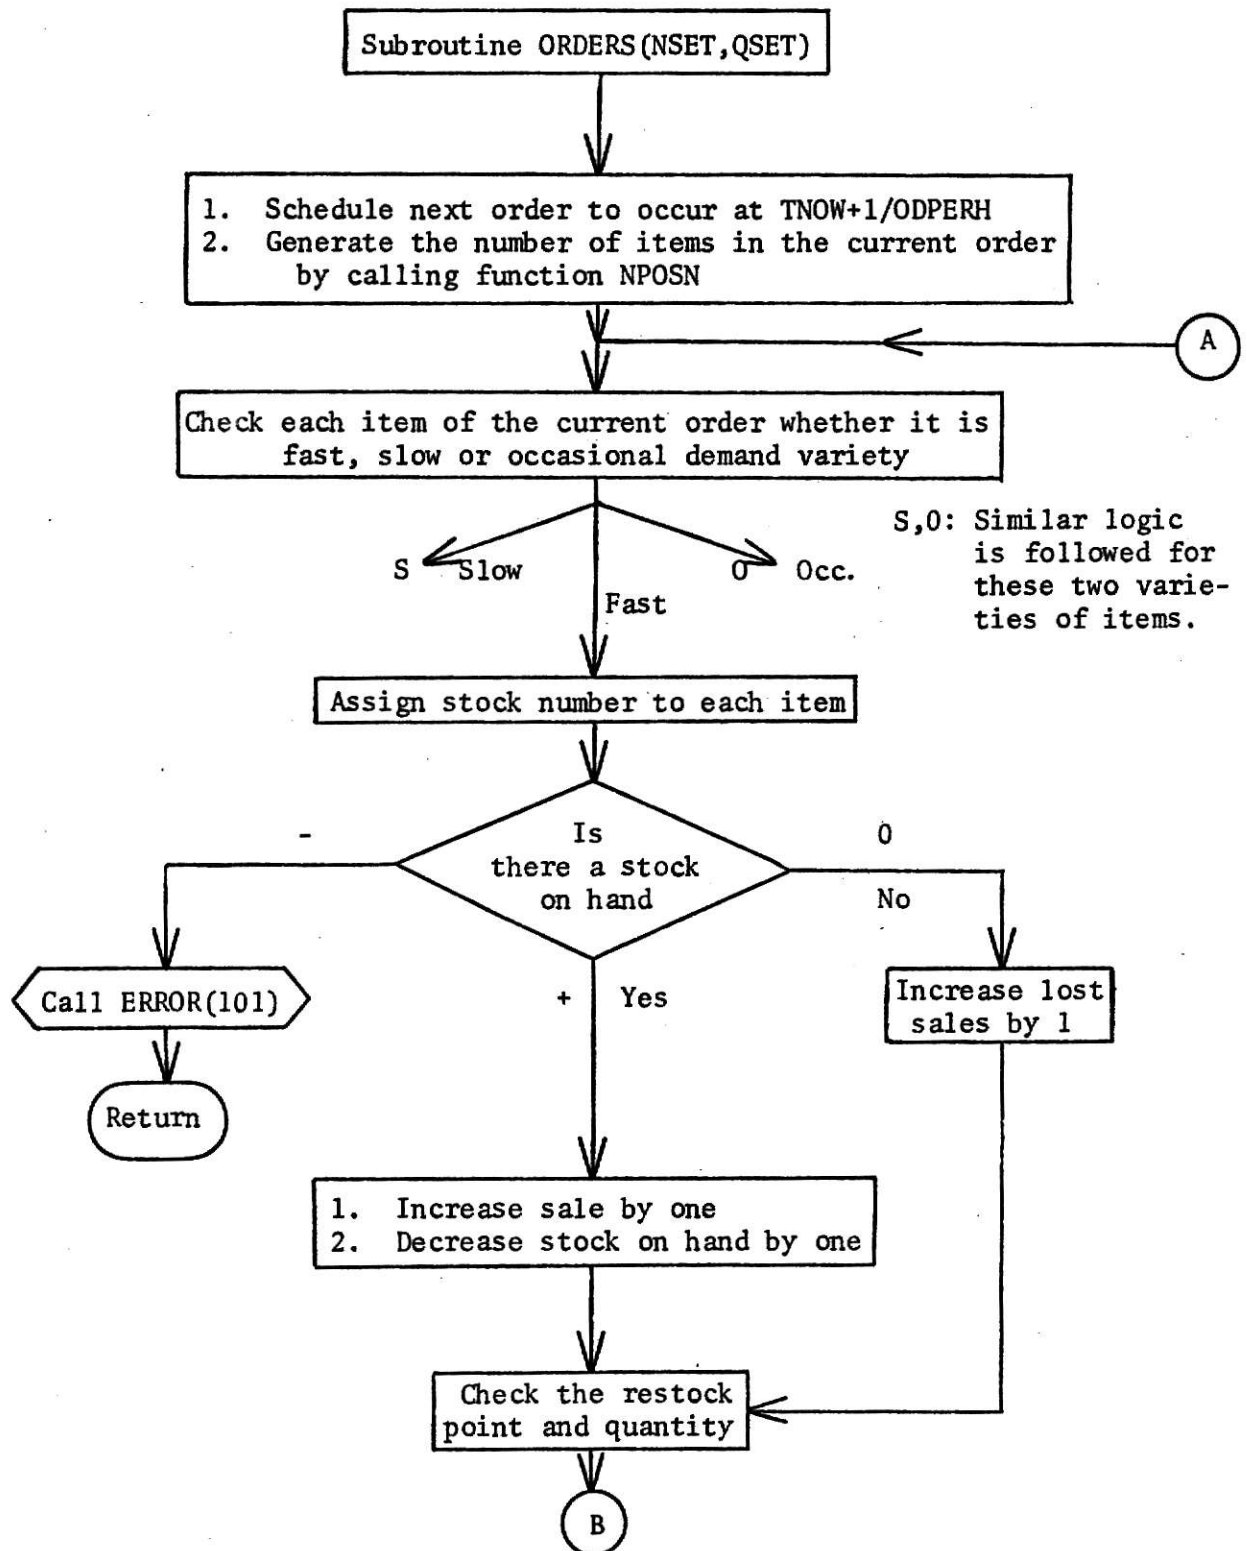 Subroutine ORDERS(NSET,QSET)
1. Schedule next order to occur at TNOW+1/ODPERH
2. Generate the number of items in the current order
by calling function NPOSN
A
Check each item of the current order whether it is
fast, slow or occasional demand variety
S,O: Similar logic
is followed for
these two varie-
ties of items.
S Slow
O Occ.
Fast
Assign stock number to each item
-
Is
there a stock
on hand
0
No
Call ERROR(101)
+ Yes
Increase lost
sales by 1
Return
1. Increase sale by one
2. Decrease stock on hand by one
Check the restock
point and quantity
B